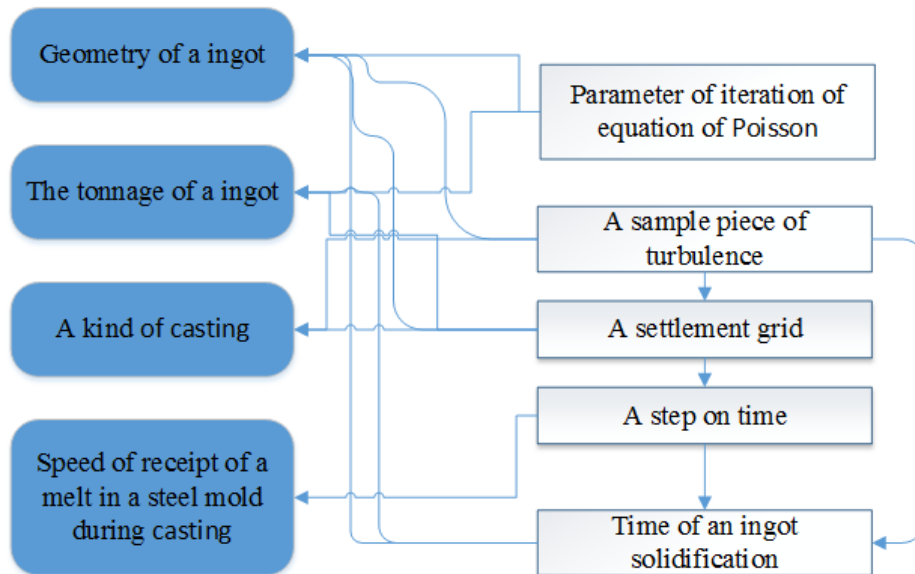 Geometry of a ingot
The tonnage of a ingot
A kind of casting
Speed of receipt of a
melt in a steel mold
during casting
Parameter of iteration of
equation of Poisson
A sample piece of
turbulence
A settlement grid
A step on time
Time of an ingot
solidification